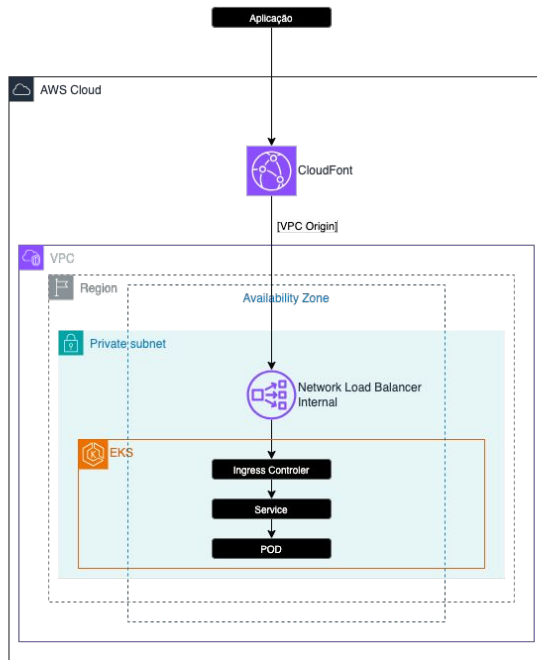 Aplicação
AWS Cloud
CloudFont
[VPC Origin]
VPC
Region
Availability Zone
Private subnet
Network Load Balancer
Internal
EKS
Ingress Controler
Service
POD